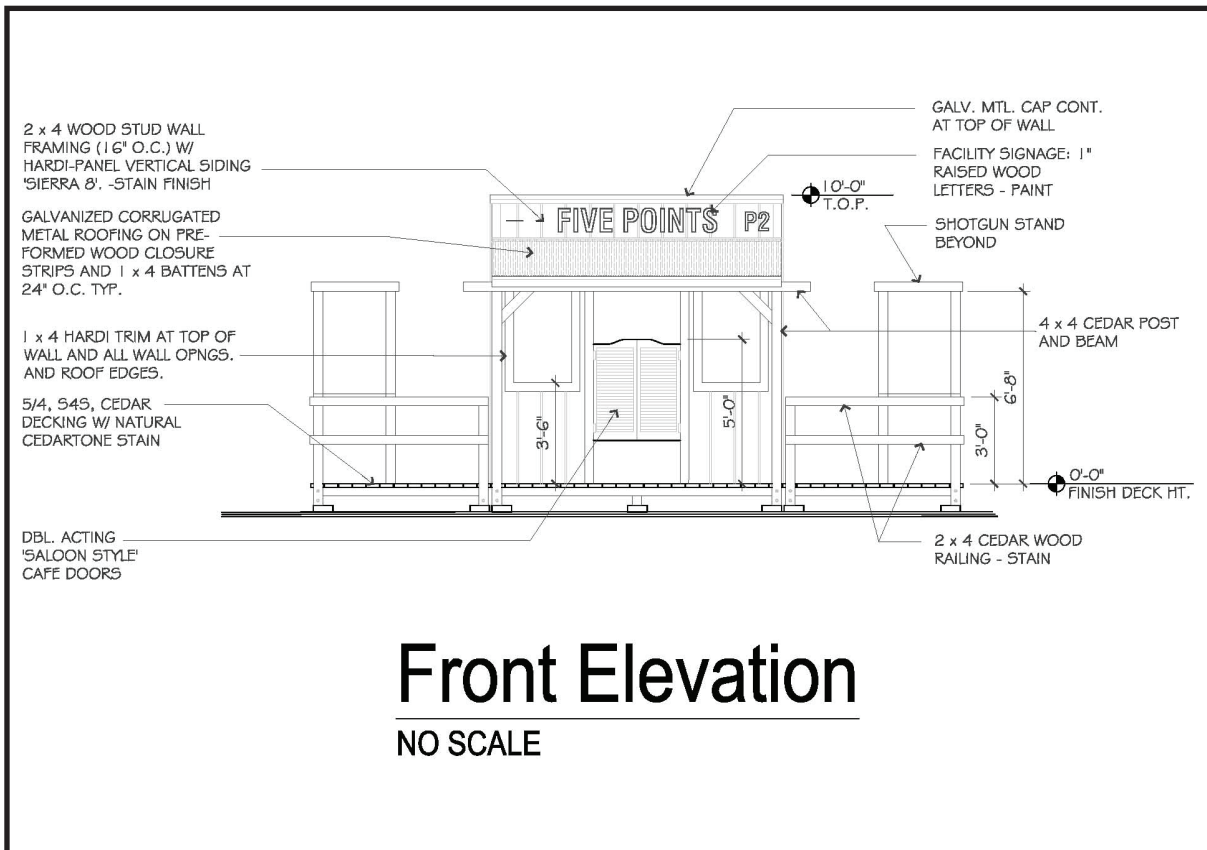 2 x 4 WOOD STUD WALL
FRAMING (16" O.C.) W/
HARDI-PANEL VERTICAL SIDING
'SIERRA 8'. -STAIN FINISH
GALVANIZED CORRUGATED
METAL ROOFING ON PRE-
FORMED WOOD CLOSURE
STRIPS AND 1 x 4 BATTENS AT
24" O.C. TYP.
1 x 4 HARDI TRIM AT TOP OF
WALL AND ALL WALL OPNGS.
AND ROOF EDGES.
5/4, S4S, CEDAR
DECKING W/ NATURAL
CEDARTONE STAIN
DBL. ACTING
'SALOON STYLE'
CAFE DOORS
FIVE POINTS P2
3'-6"
5'-0"
GALV. MTL. CAP CONT.
AT TOP OF WALL
FACILITY SIGNAGE: 1"
RAISED WOOD
LETTERS - PAINT
10'-0"
T.O.P.
SHOTGUN STAND
BEYOND
4 x 4 CEDAR POST
AND BEAM
6'-8"
3'-0"
0'-0"
FINISH DECK HT.
2 x 4 CEDAR WOOD
RAILING - STAIN
Front Elevation
NO SCALE